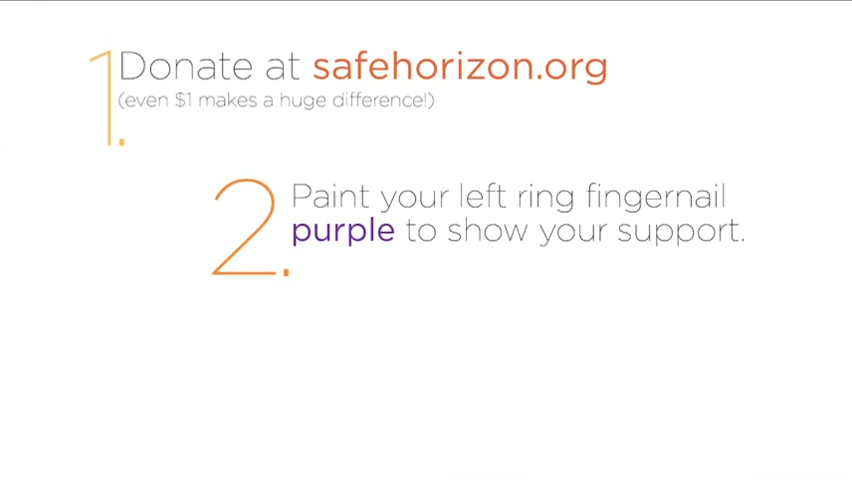 1. Donate at safehorizon.org
(even $1 makes a huge difference!)
2. Paint your left ring fingernail
purple to show your support.